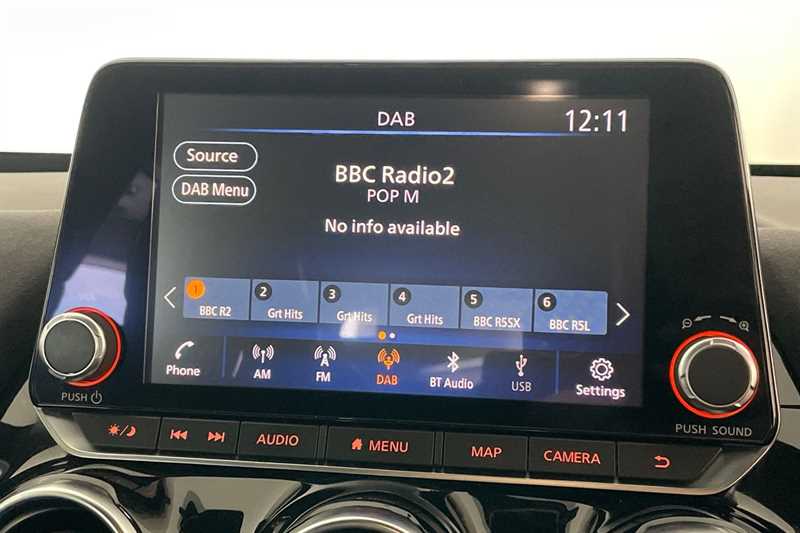 DAB
12:11
Source
DAB Menu
BBC Radio2
POP M
No info available
1 2 3 4 5 6
BBC R2 Grt Hits Grt Hits Grt Hits BBC R5SX BBC R5L
Phone AM FM DAB BT Audio USB Settings
VOL
PUSH
PUSH SOUND
AUDIO MENU MAP CAMERA